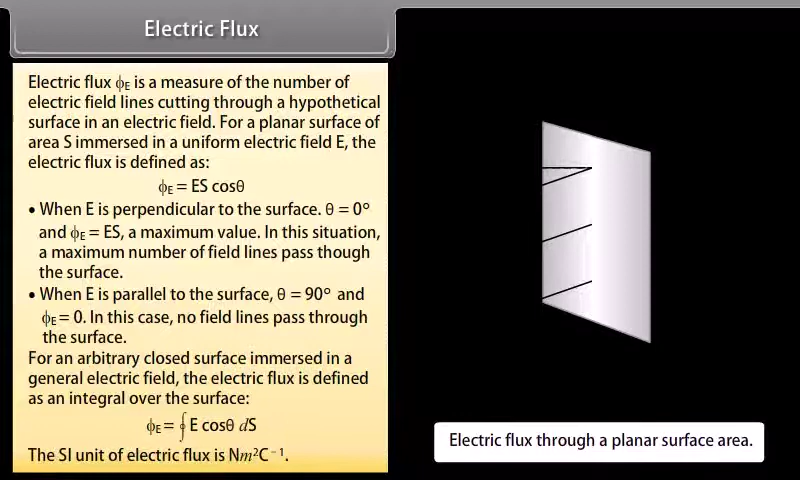 Electric Flux
Electric flux ϕE is a measure of the number of
electric field lines cutting through a hypothetical
surface in an electric field. For a planar surface of
area S immersed in a uniform electric field E, the
electric flux is defined as:
ϕE = ES cosθ
• When E is perpendicular to the surface. θ = 0°
and ϕE = ES, a maximum value. In this situation,
a maximum number of field lines pass though
the surface.
• When E is parallel to the surface, θ = 90° and
ϕE = 0. In this case, no field lines pass through
the surface.
For an arbitrary closed surface immersed in a
general electric field, the electric flux is defined
as an integral over the surface:
ϕE = ∮ E cosθ dS
The SI unit of electric flux is Nm²C⁻¹.
Electric flux through a planar surface area.